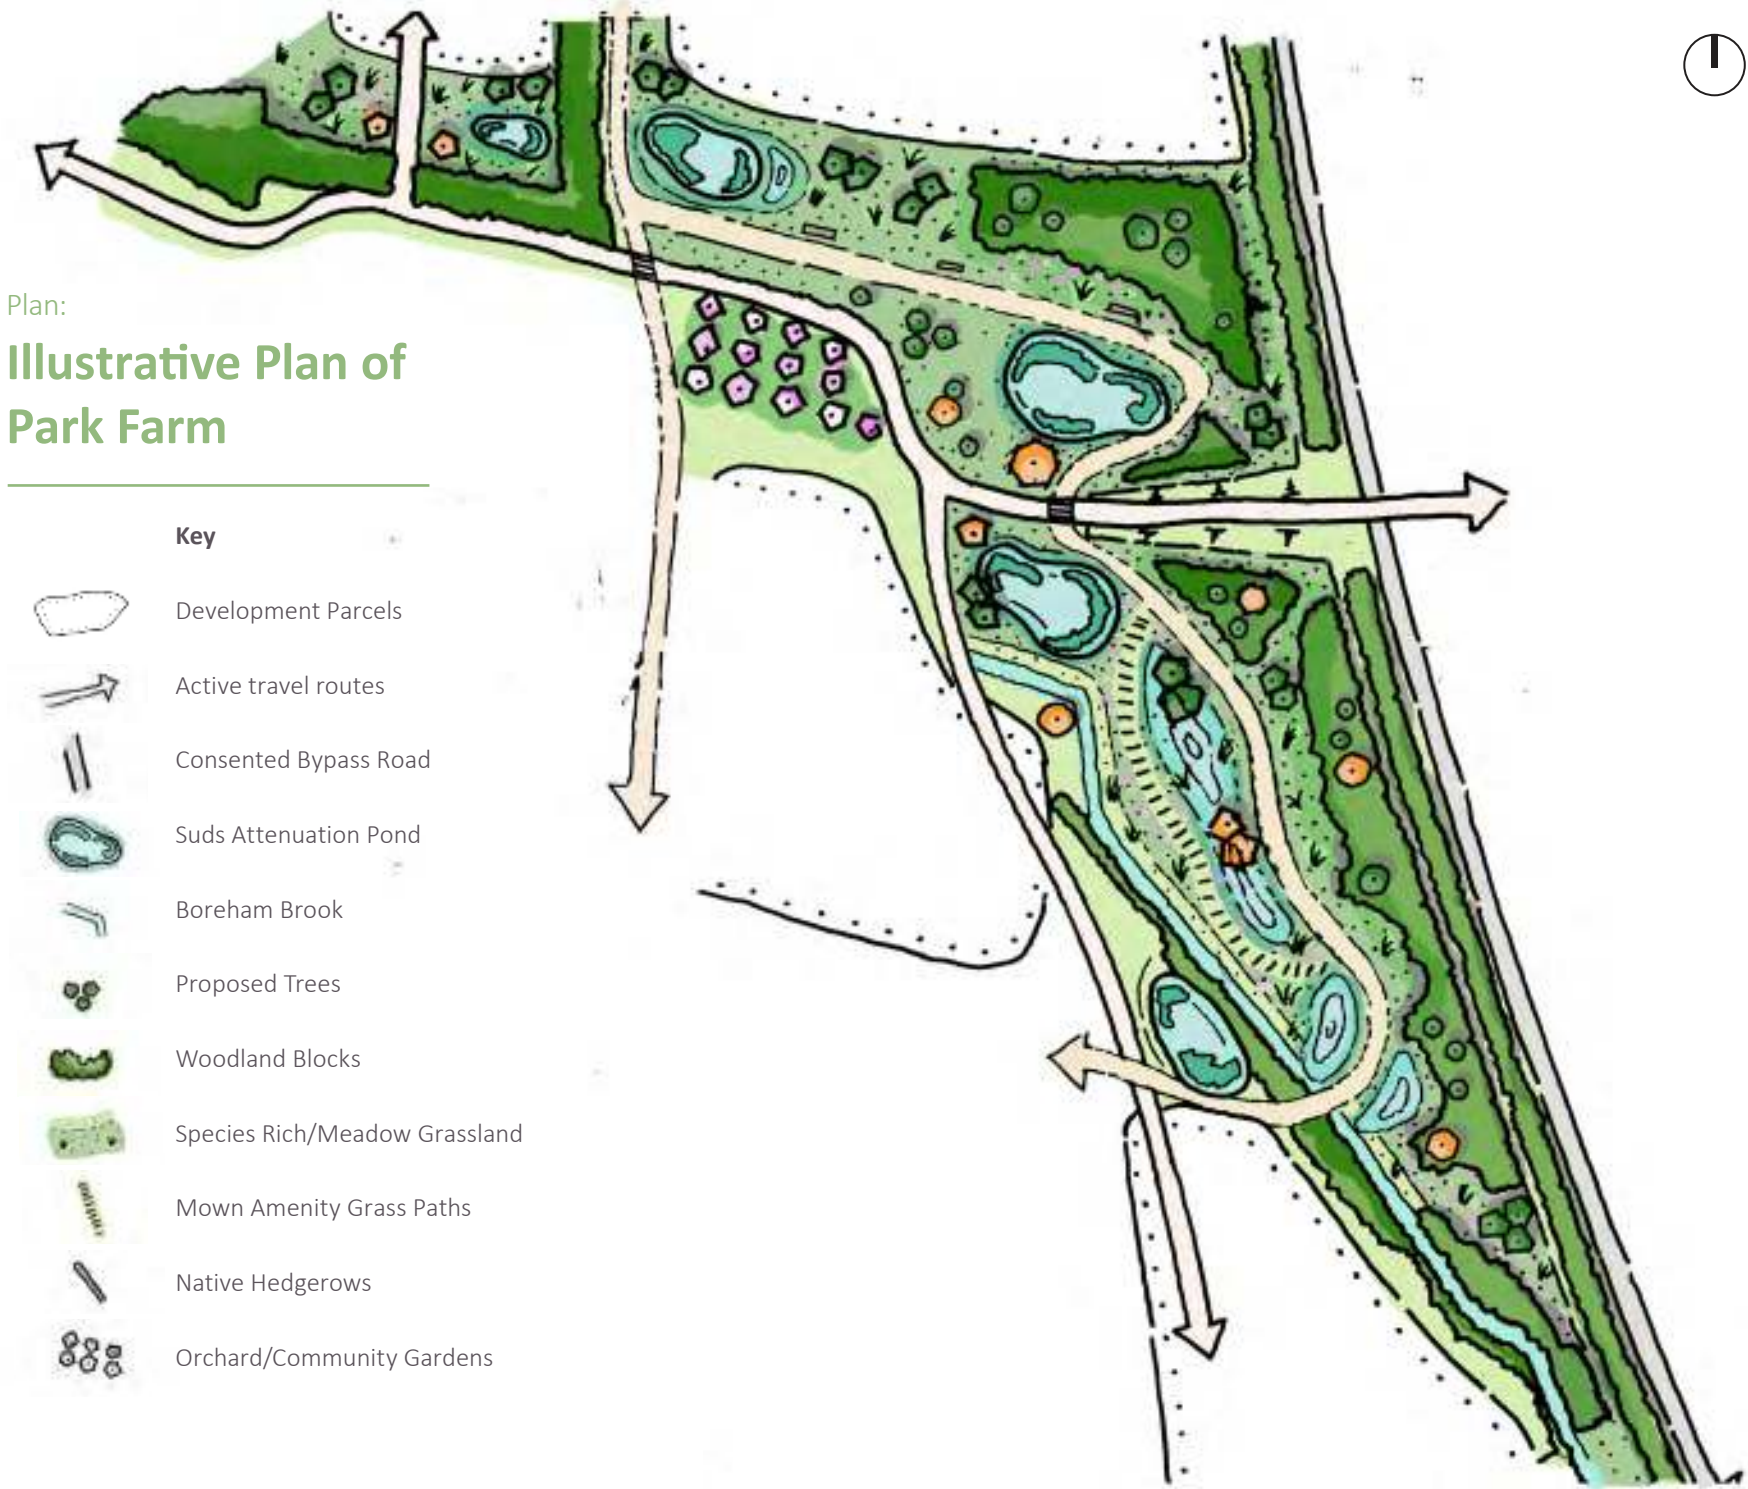 Plan:
Illustrative Plan of
Park Farm
Key
Development Parcels
Active travel routes
Consented Bypass Road
Suds Attenuation Pond
Boreham Brook
Proposed Trees
Woodland Blocks
Species Rich/Meadow Grassland
Mown Amenity Grass Paths
Native Hedgerows
Orchard/Community Gardens